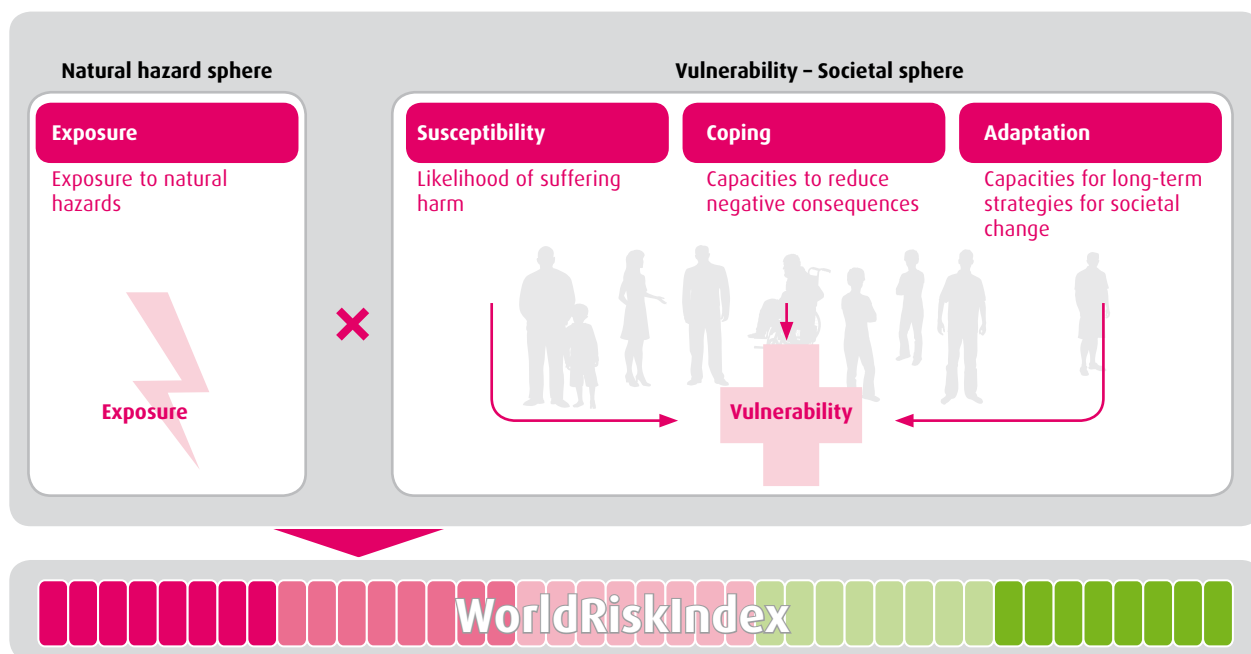 Natural hazard sphere
Vulnerability – Societal sphere
Exposure
Exposure to natural
hazards
Exposure
×
Susceptibility
Likelihood of suffering
harm
Coping
Capacities to reduce
negative consequences
Adaptation
Capacities for long-term
strategies for societal
change
Vulnerability
WorldRiskIndex